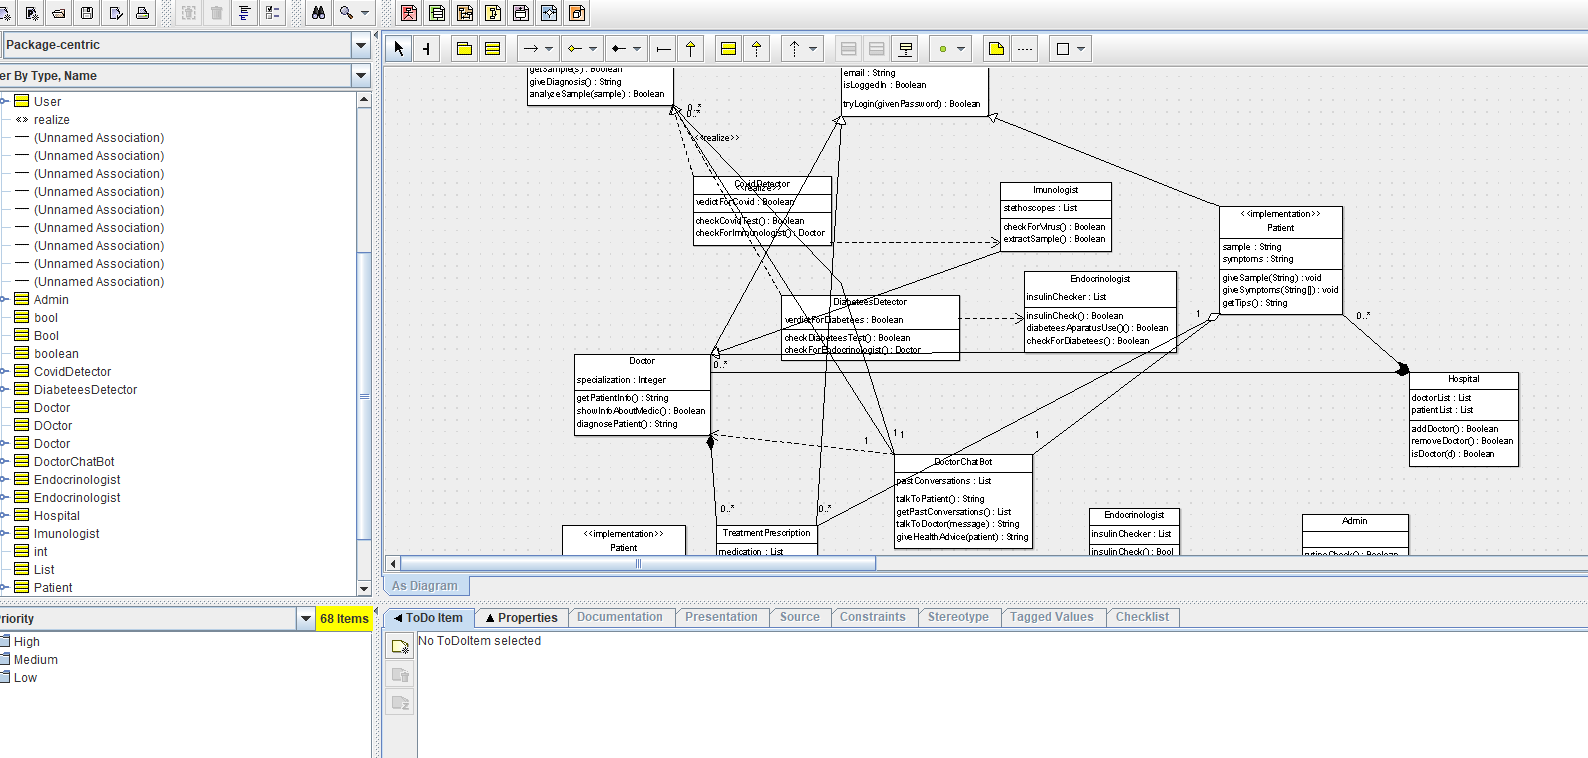 Package-centric
er By Type, Name
User
realize
(Unnamed Association)
(Unnamed Association)
(Unnamed Association)
(Unnamed Association)
(Unnamed Association)
(Unnamed Association)
(Unnamed Association)
(Unnamed Association)
(Unnamed Association)
Admin
bool
Bool
boolean
CovidDetector
DiabeteesDetector
Doctor
DOctor
Doctor
DoctorChatBot
Endocrinologist
Endocrinologist
Hospital
Imunologist
int
List
Patient
getSample(s) : Boolean
giveDiagnosis() : String
analyzeSample(sample) : Boolean
email : String
isLoggedIn : Boolean
tryLogin(givenPassword) : Boolean
0..*
<<realize>>
CovidDetector
<<realize>>
verdictForCovid : Boolean
checkCovidTest() : Boolean
checkForImmunologist() : Doctor
Imunologist
stethoscopes : List
checkForVirus() : Boolean
extractSample() : Boolean
<<implementation>>
Patient
sample : String
symptoms : String
giveSample(String) : void
giveSymptoms(String[]) : void
getTips() : String
Endocrinologist
insulinChecker : List
insulinCheck() : Boolean
diabeteesAparatusUse()() : Boolean
checkForDiabetes() : Boolean
DiabeteesDetector
verdictForDiabetees : Boolean
checkDiabeteesTest() : Boolean
checkForEndocrinologist() : Doctor
1
0..*
Doctor
0..*
specialization : Integer
getPatientInfo() : String
showInfoAboutMedic() : Boolean
diagnosePatient() : String
Hospital
doctorList : List
patientList : List
addDoctor() : Boolean
removeDoctor() : Boolean
isDoctor(d) : Boolean
1
1
1
1
DoctorChatBot
pastConversations : List
talkToPatient() : String
getPastConversations() : List
talkToDoctor(message) : String
giveHealthAdvice(patient) : String
0..*
0..*
<<implementation>>
Patient
TreatmentPrescription
medication : List
Endocrinologist
insulinChecker : List
insulinCheck() : Bool
Admin
As Diagram
riority
68 Items
High
Medium
Low
ToDo Item
Properties
Documentation
Presentation
Source
Constraints
Stereotype
Tagged Values
Checklist
No ToDoItem selected